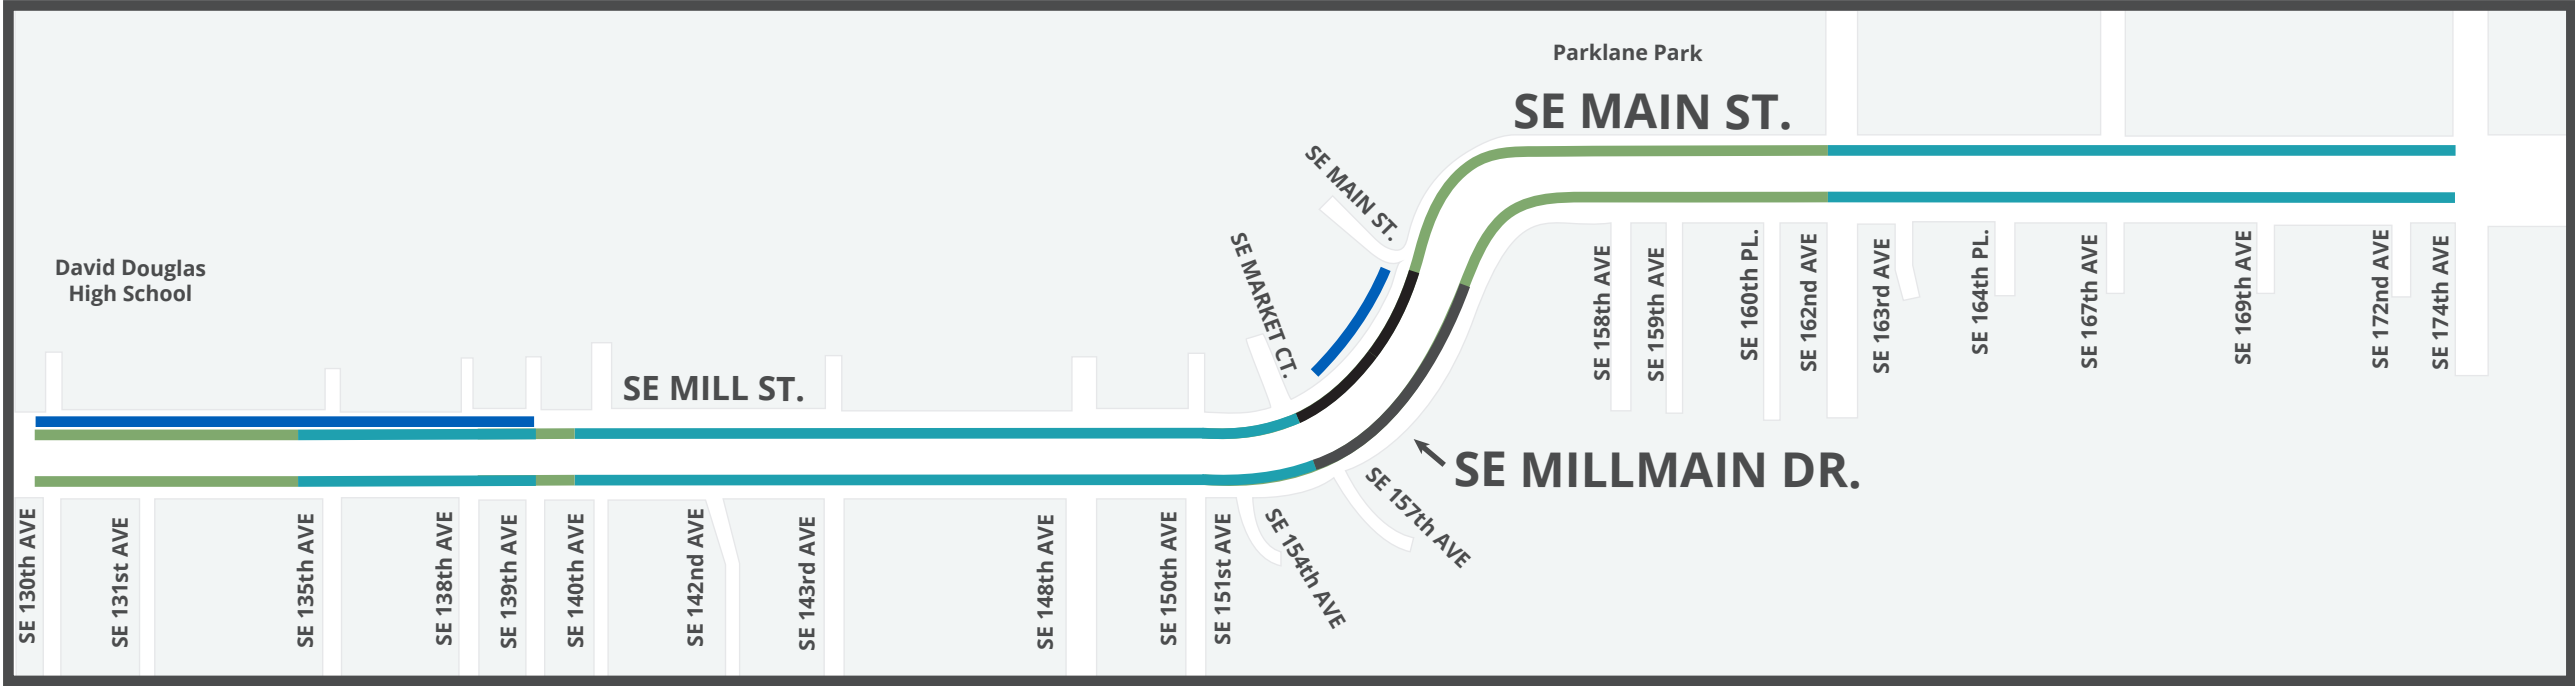 Parklane Park
SE MAIN ST.
SE MAIN ST.
SE MARKET CT.
David Douglas
High School
SE MILL ST.
SE 158th AVE
SE 159th AVE
SE 160th PL.
SE 162nd AVE
SE 163rd AVE
SE 164th PL.
SE 167th AVE
SE 169th AVE
SE 172nd AVE
SE 174th AVE
SE MILLMAIN DR.
SE 130th AVE
SE 131st AVE
SE 135th AVE
SE 138th AVE
SE 139th AVE
SE 140th AVE
SE 142nd AVE
SE 143rd AVE
SE 148th AVE
SE 150th AVE
SE 151st AVE
SE 154th AVE
SE 157th AVE